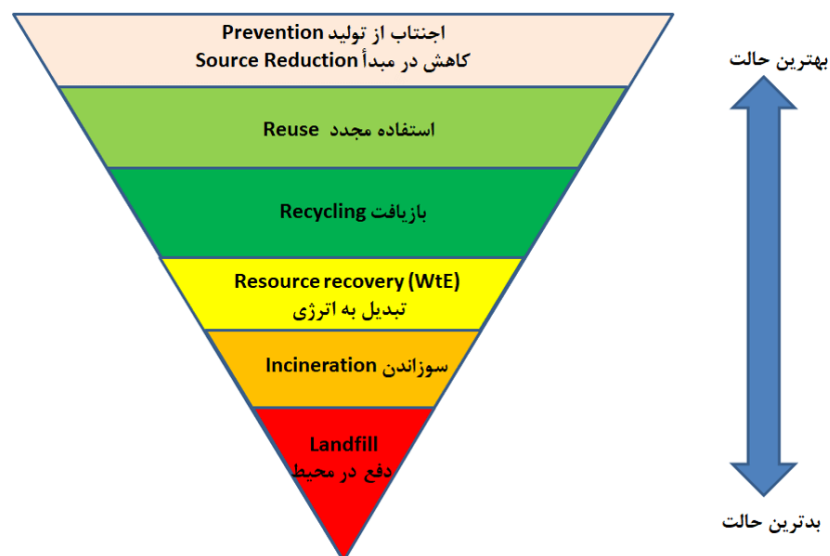 اجتناب از تولید Prevention
کاهش در مبدأ Source Reduction
بهترین حالت
استفاده مجدد Reuse
بازیافت Recycling
Resource recovery (WtE)
تبدیل به اترژی
سوزاندن Incineration
Landfill
دفع در محیط
بدترین حالت